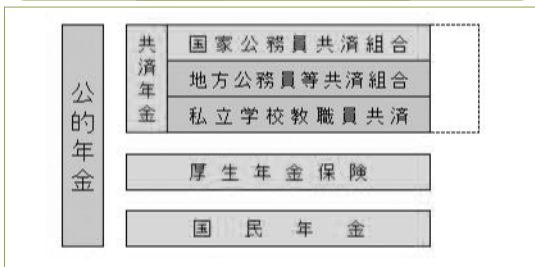 公的年金
共済年金
国家公務員共済組合
地方公務員等共済組合
私立学校教職員共済
厚生年金保険
国民年金